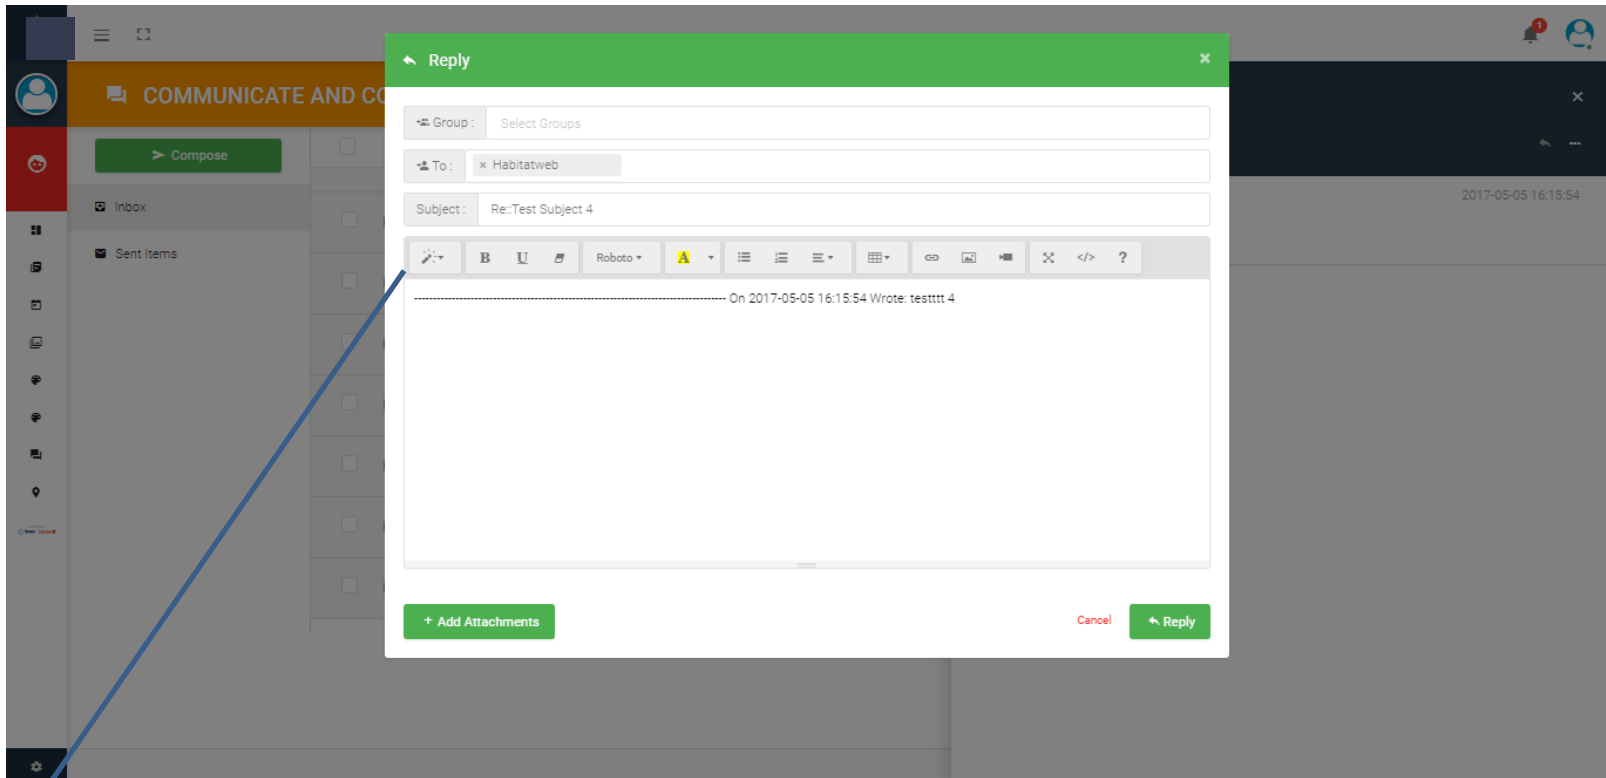 1
Reply
×
COMMUNICATE AND CO
×
Group :
Select Groups
Compose
To :
× Habitatweb
2017-05-05 16:15:54
Inbox
Subject :
Re::Test Subject 4
Sent Items
B U Roboto A </> ?
------------------------------------------------------------------------------------ On 2017-05-05 16:15:54 Wrote: testttt 4
+ Add Attachments
Cancel
Reply